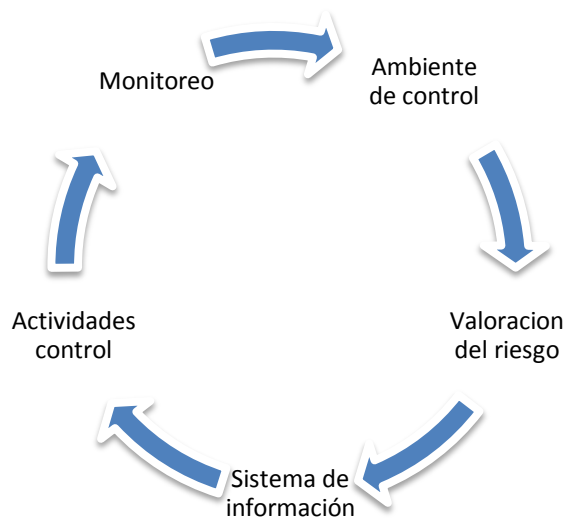 Monitoreo
Ambiente
de control
Valoracion
del riesgo
Sistema de
información
Actividades
control